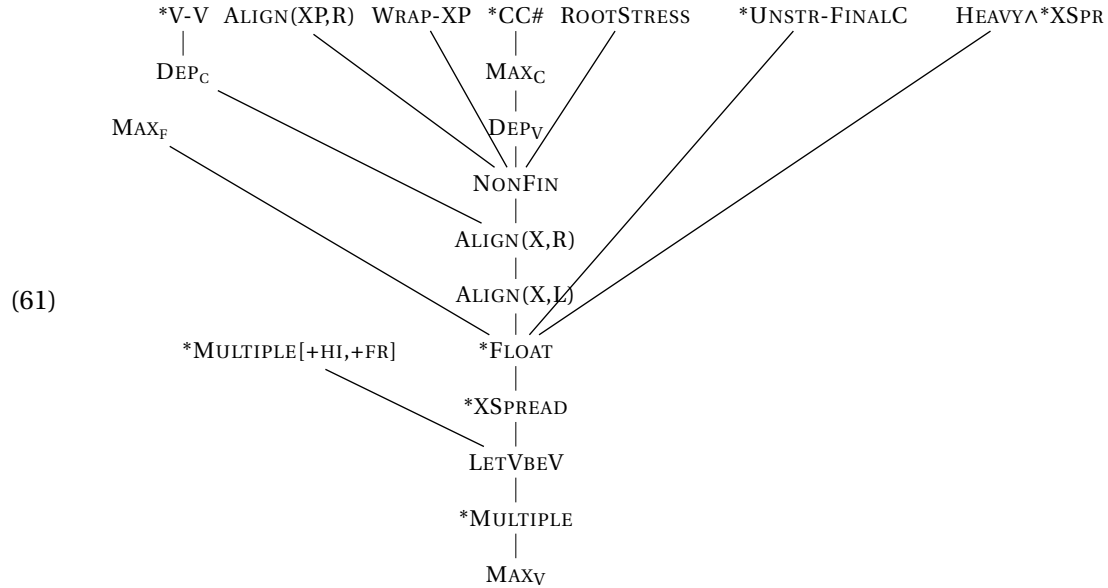 *V-V ALIGN(XP,R) WRAP-XP *CC# ROOTSTRESS *UNSTR-FINALC HEAVY∧*XSPR
DEPC MAXC
MAXF DEPV
NONFIN
ALIGN(X,R)
(61) ALIGN(X,L)
*MULTIPLE[+HI,+FR] *FLOAT
*XSPREAD
LETVBEV
*MULTIPLE
MAXV